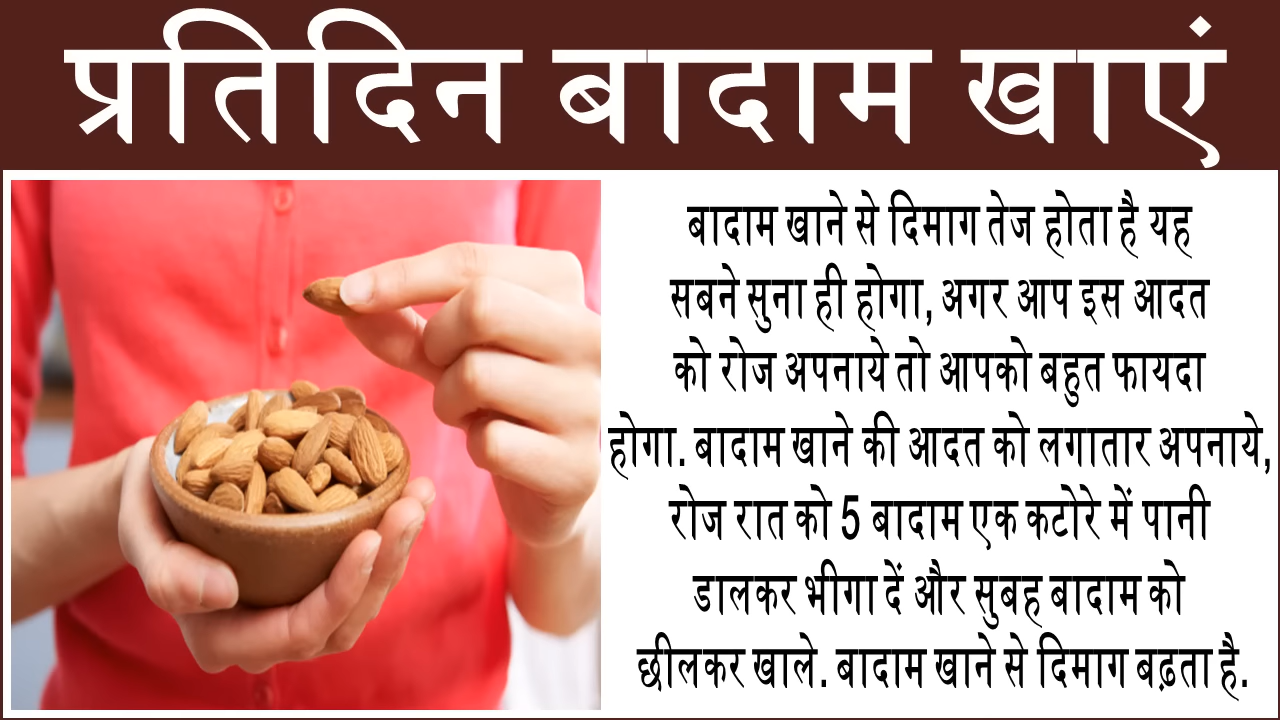 प्रतिदिन बादाम खाएं
बादाम खाने से दिमाग तेज होता है यह
सबने सुना ही होगा, अगर आप इस आदत
को रोज अपनाये तो आपको बहुत फायदा
होगा. बादाम खाने की आदत को लगातार अपनाये,
रोज रात को 5 बादाम एक कटोरे में पानी
डालकर भीगा दें और सुबह बादाम को
छीलकर खाले. बादाम खाने से दिमाग बढ़ता है.